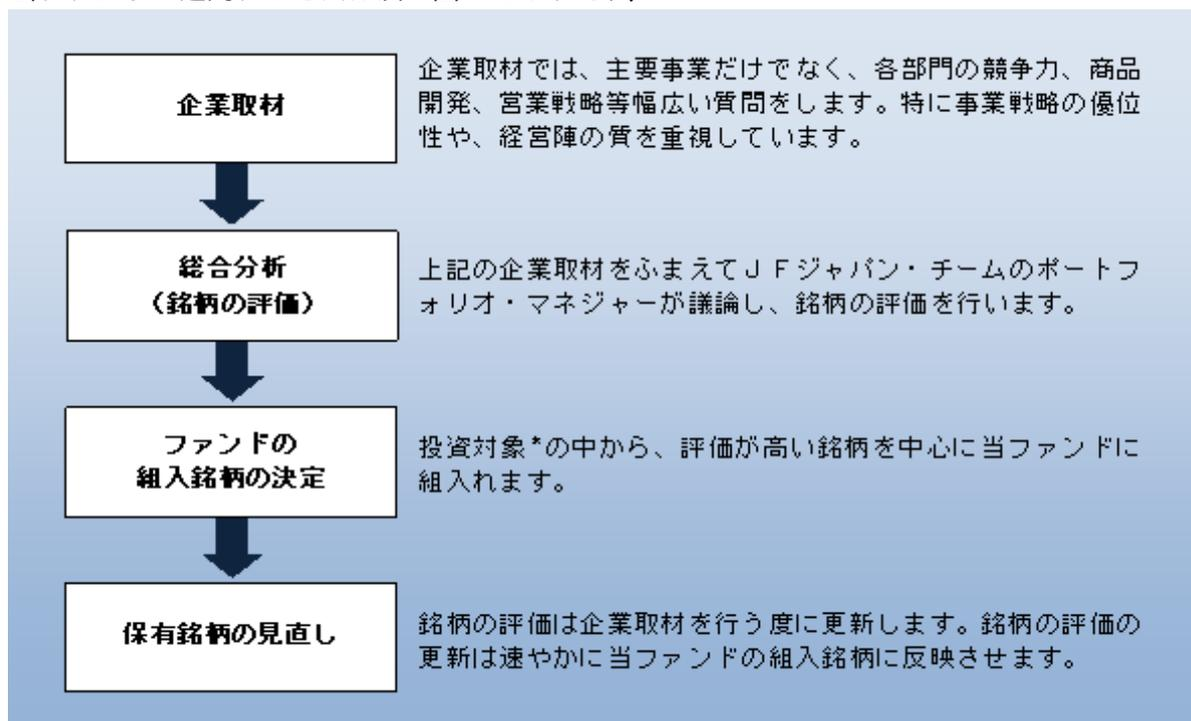 企業取材
企業取材では、主要事業だけでなく、各部門の競争力、商品
開発、営業戦略等幅広い質問をします。特に事業戦略の優位
性や、経営陣の質を重視しています。
総合分析
（銘柄の評価）
上記の企業取材をふまえてＪＦジャパン・チームのポートフ
ォリオ・マネジャーが議論し、銘柄の評価を行います。
ファンドの
組入銘柄の決定
投資対象*の中から、評価が高い銘柄を中心に当ファンドに
組入れます。
保有銘柄の見直し
銘柄の評価は企業取材を行う度に更新します。銘柄の評価の
更新は速やかに当ファンドの組入銘柄に反映させます。